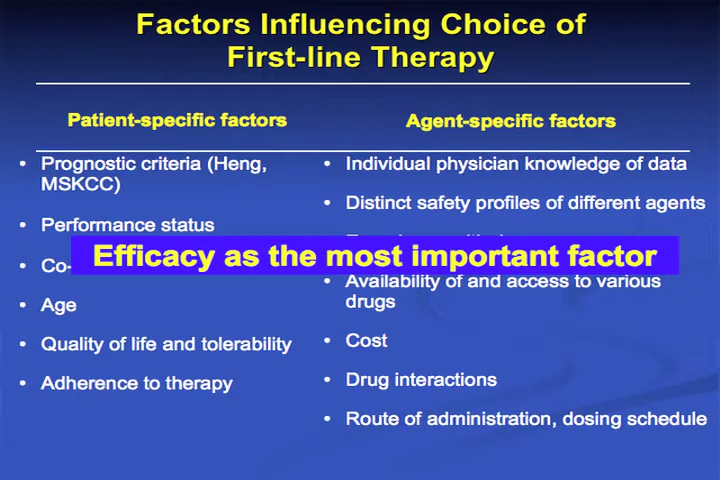 Factors Influencing Choice of
First-line Therapy
Patient-specific factors
• Prognostic criteria (Heng,
MSKCC)
• Performance status
• Co-
• Age
• Quality of life and tolerability
• Adherence to therapy
Agent-specific factors
• Individual physician knowledge of data
• Distinct safety profiles of different agents
Efficacy as the most important factor
• Availability of and access to various
drugs
• Cost
• Drug interactions
• Route of administration, dosing schedule